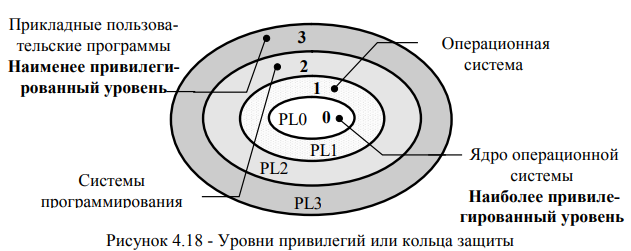 Прикладные пользова-
тельские программы
Наименее привилеги-
рованный уровень
3
2
1
0
PL0
PL1
PL2
PL3
Операционная
система
Системы
программирования
Ядро операционной
системы
Наиболее привиле-
гированный уровень
Рисунок 4.18 - Уровни привилегий или кольца защиты